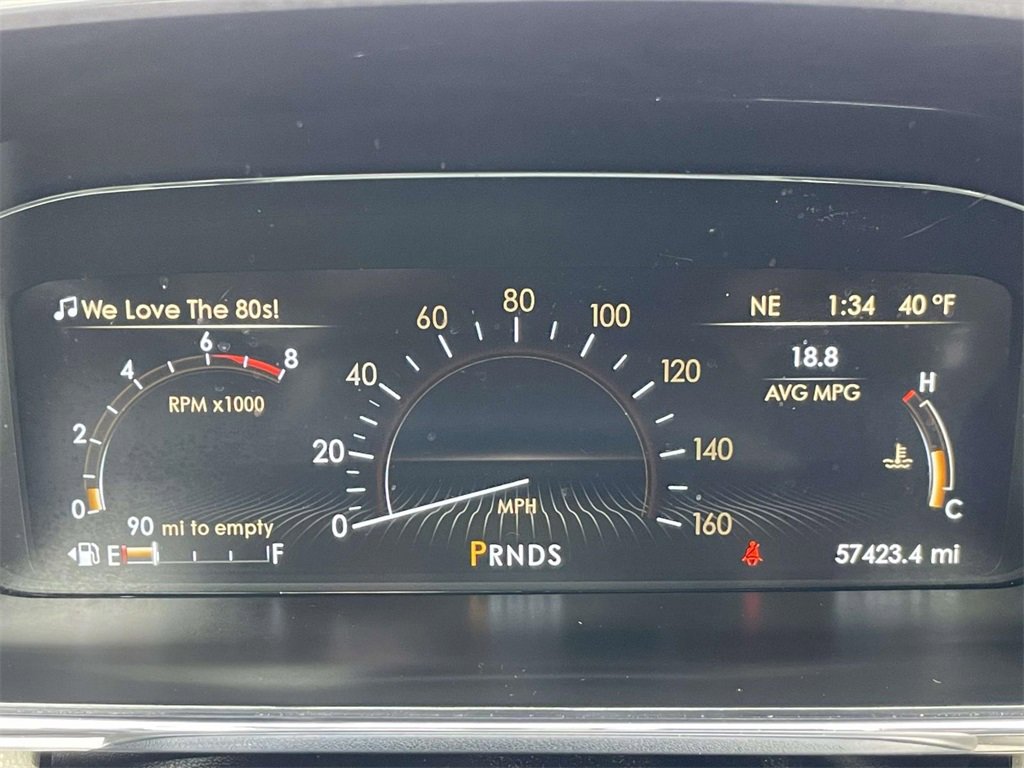 We Love The 80s!
NE 1:34 40 °F
18.8
AVG MPG
0 2 4 6 8
RPM x1000
0 20 40 60 80 100 120 140 160
MPH
H
C
90 mi to empty
E F
PRNDS
57423.4 mi